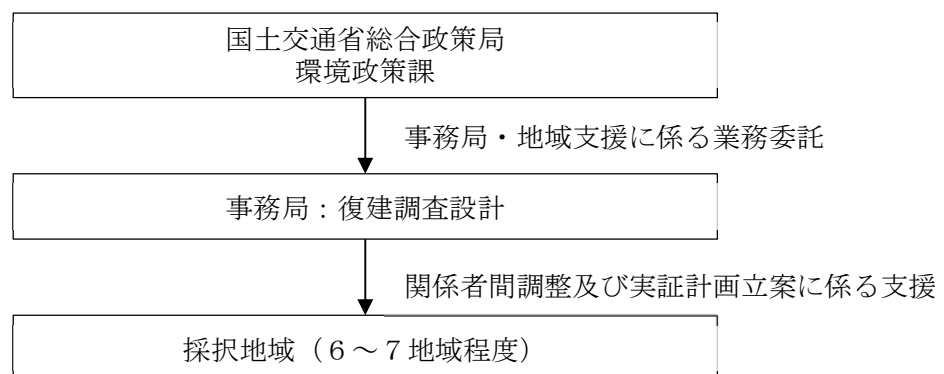 国土交通省総合政策局
環境政策課
事務局・地域支援に係る業務委託
事務局：復建調査設計
関係者間調整及び実証計画立案に係る支援
採択地域（６～７地域程度）